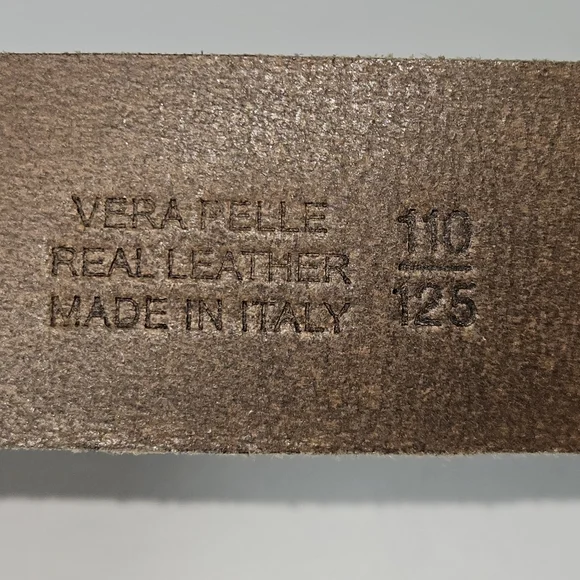 VERA PELLE
REAL LEATHER
MADE IN ITALY
110
125